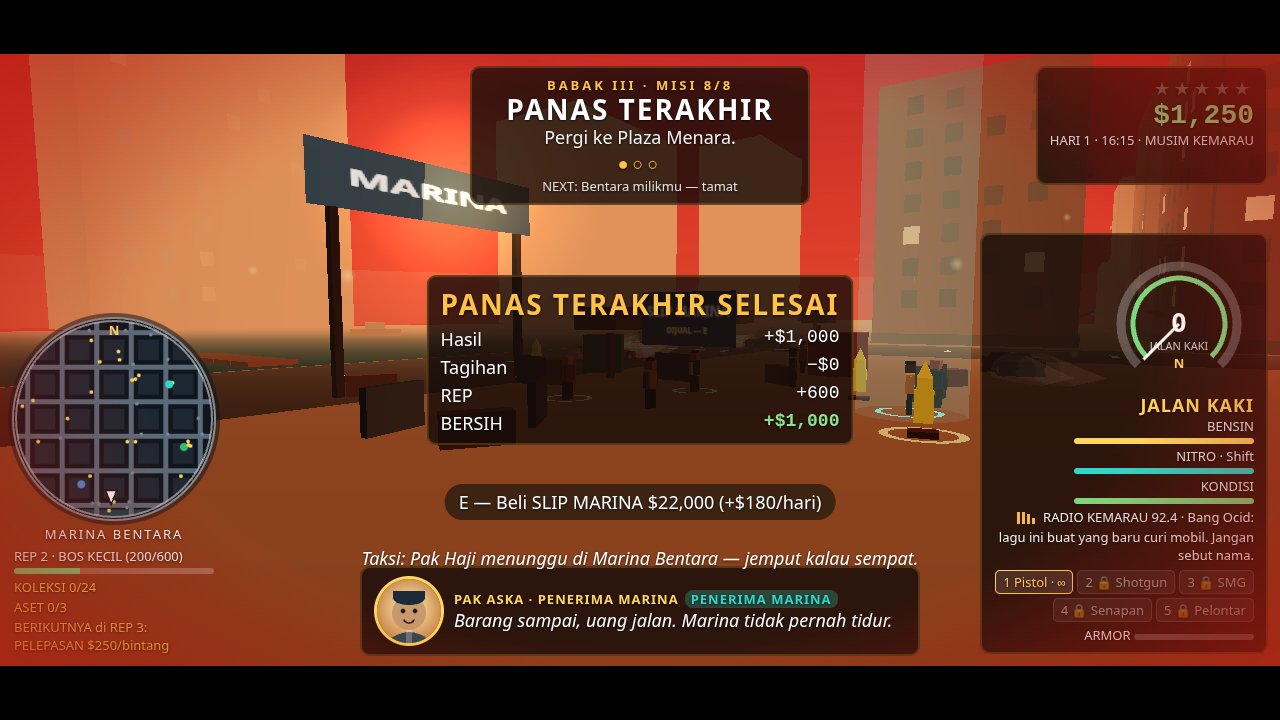 BABAK III · MISI 8/8
PANAS TERAKHIR
Pergi ke Plaza Menara.
NEXT: Bentara milikmu — tamat
★★★★★
$1,250
HARI 1 · 16:15 · MUSIM KEMARAU
MARINA
PANAS TERAKHIR SELESAI
Hasil +$1,000
Tagihan −$0
REP +600
BERSIH +$1,000
E — Beli SLIP MARINA $22,000 (+$180/hari)
Taksi: Pak Haji menunggu di Marina Bentara — jemput kalau sempat.
PAK ASKA · PENERIMA MARINA PENERIMA MARINA
Barang sampai, uang jalan. Marina tidak pernah tidur.
N
MARINA BENTARA
REP 2 · BOS KECIL (200/600)
KOLEKSI 0/24
ASET 0/3
BERIKUTNYA di REP 3:
PELEPASAN $250/bintang
0
JALAN KAKI
N
JALAN KAKI
BENSIN
NITRO · Shift
KONDISI
RADIO KEMARAU 92.4 · Bang Ocid:
lagu ini buat yang baru curi mobil. Jangan
sebut nama.
1 Pistol · ∞ 2 🔒 Shotgun 3 🔒 SMG
4 🔒 Senapan 5 🔒 Pelontar
ARMOR